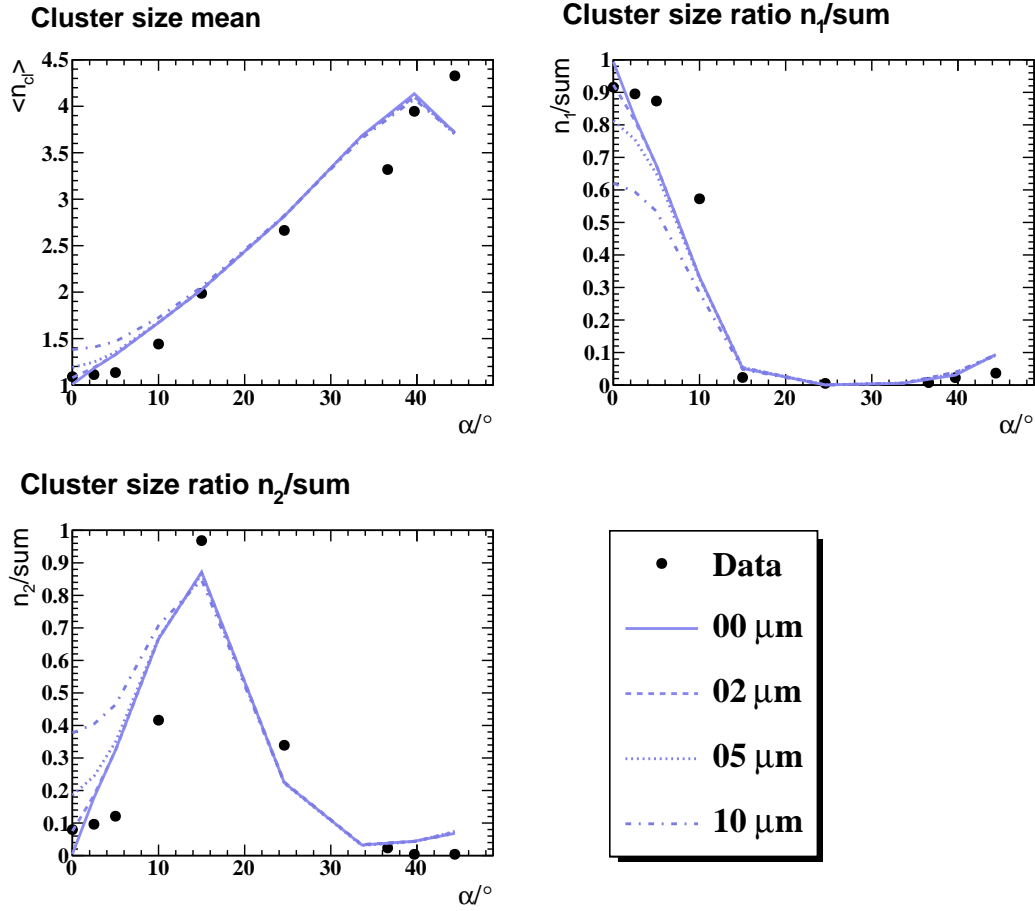 Cluster size mean
<n_cl>
4.5
4
3.5
3
2.5
2
1.5
1
0 10 20 30 40
α/°
Cluster size ratio n₁/sum
n₁/sum
1
0.9
0.8
0.7
0.6
0.5
0.4
0.3
0.2
0.1
0
0 10 20 30 40
α/°
Cluster size ratio n₂/sum
n₂/sum
1
0.9
0.8
0.7
0.6
0.5
0.4
0.3
0.2
0.1
0
0 10 20 30 40
α/°
Data
00 μm
02 μm
05 μm
10 μm